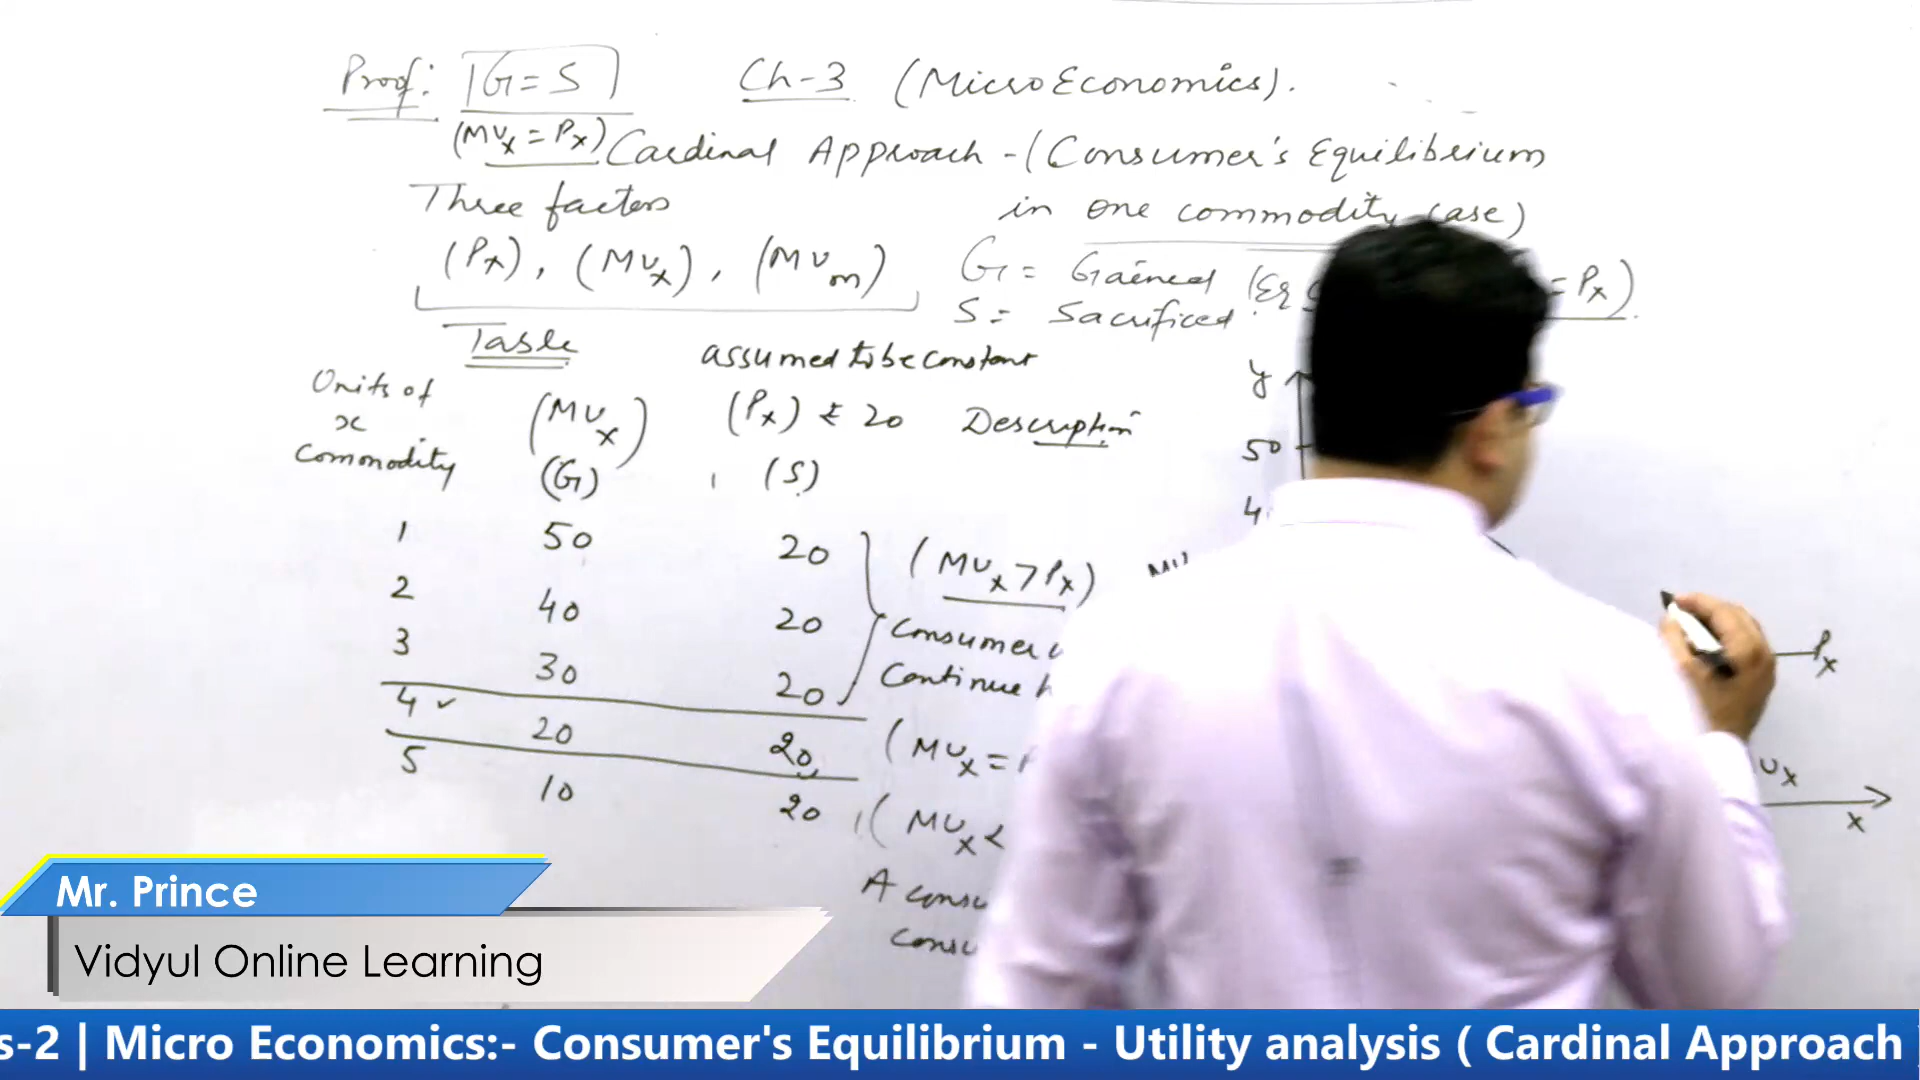 Proof: G = S Ch-3 (Micro Economics).
(MUx = Px) Cardinal Approach - (Consumer's Equilibrium
in one commodity case)
Three factors
(Px), (MUx), (MUm)
G = Gained
S = Sacrificed
= Px)
Table
assumed to be constant
Units of
x
commodity
(MUx)
(G)
(Px) ₹ 20
(S)
Description
1 50 20
2 40 20
3 30 20
4 ✓ 20 20
5 10 20
(MUx > Px)
Consumer
Continue
(MUx =
(MUx <
A
y
50
MU
Px
Ux
x
Mr. Prince
Vidyul Online Learning
s-2 | Micro Economics:- Consumer's Equilibrium - Utility analysis ( Cardinal Approach